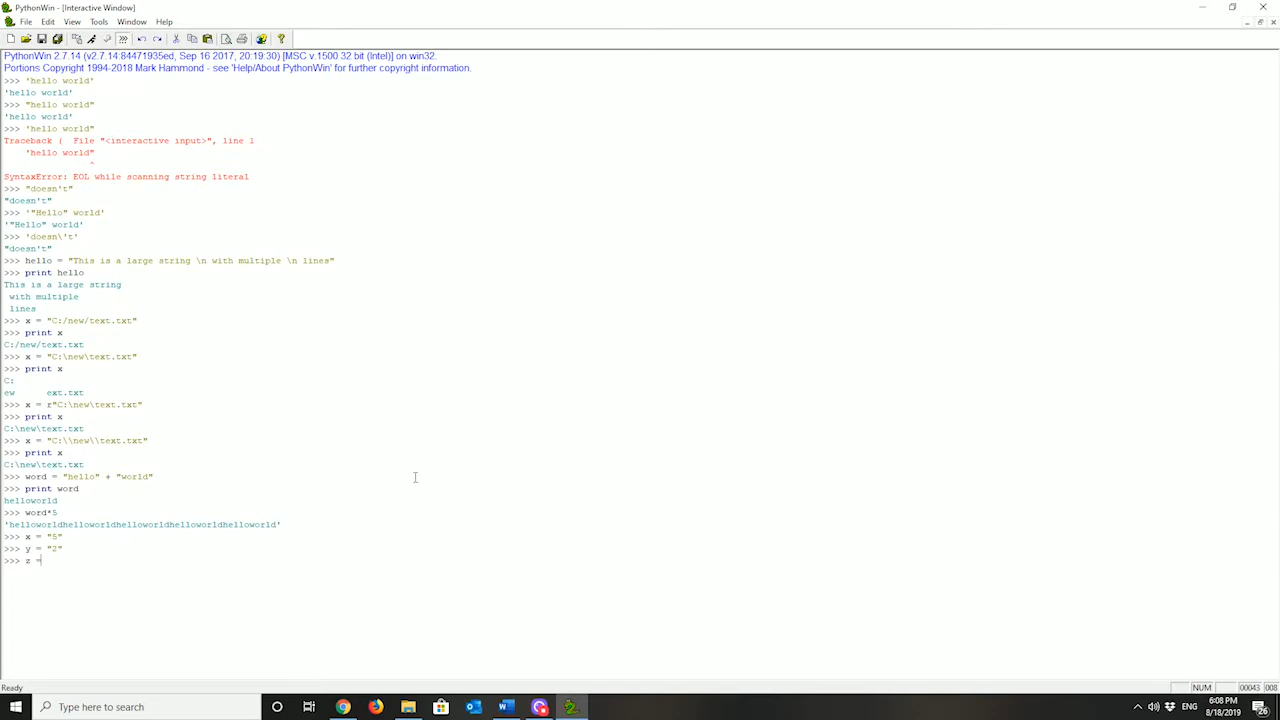 PythonWin - [Interactive Window]
File Edit View Tools Window Help
PythonWin 2.7.14 (v2.7.14:84471935ed, Sep 16 2017, 20:19:30) [MSC v.1500 32 bit (Intel)] on win32.
Portions Copyright 1994-2018 Mark Hammond - see 'Help/About PythonWin' for further copyright information.
>>> 'hello world'
'hello world'
>>> "hello world"
'hello world'
>>> 'hello world"
Traceback (  File "<interactive input>", line 1
    'hello world"
                ^
SyntaxError: EOL while scanning string literal
>>> "doesn't"
"doesn't"
>>> '"Hello" world'
'"Hello" world'
>>> 'doesn\'t'
"doesn't"
>>> hello = "This is a large string \n with multiple \n lines"
>>> print hello
This is a large string
 with multiple
 lines
>>> x = "C:/new/text.txt"
>>> print x
C:/new/text.txt
>>> x = "C:\new\text.txt"
>>> print x
C:
ew      ext.txt
>>> x = r"C:\new\text.txt"
>>> print x
C:\new\text.txt
>>> x = "C:\\new\\text.txt"
>>> print x
C:\new\text.txt
>>> word = "hello" + "world"
>>> print word
helloworld
>>> word*5
'helloworldhelloworldhelloworldhelloworldhelloworld'
>>> x = "5"
>>> y = "2"
>>> z =
Ready NUM 00043 008
Type here to search ENG 6:08 PM
8/18/2019 26